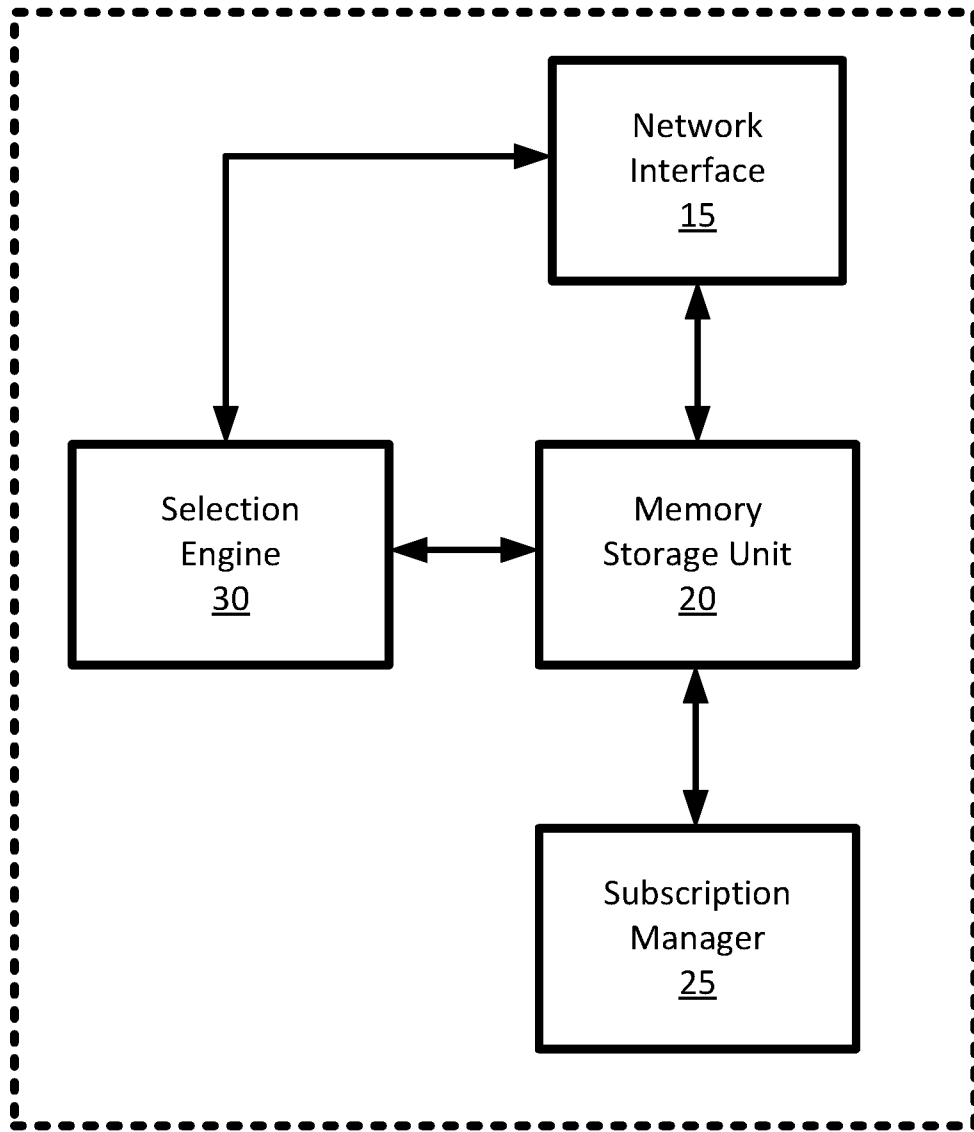 Network
Interface
15
Selection
Engine
30
Memory
Storage Unit
20
Subscription
Manager
25